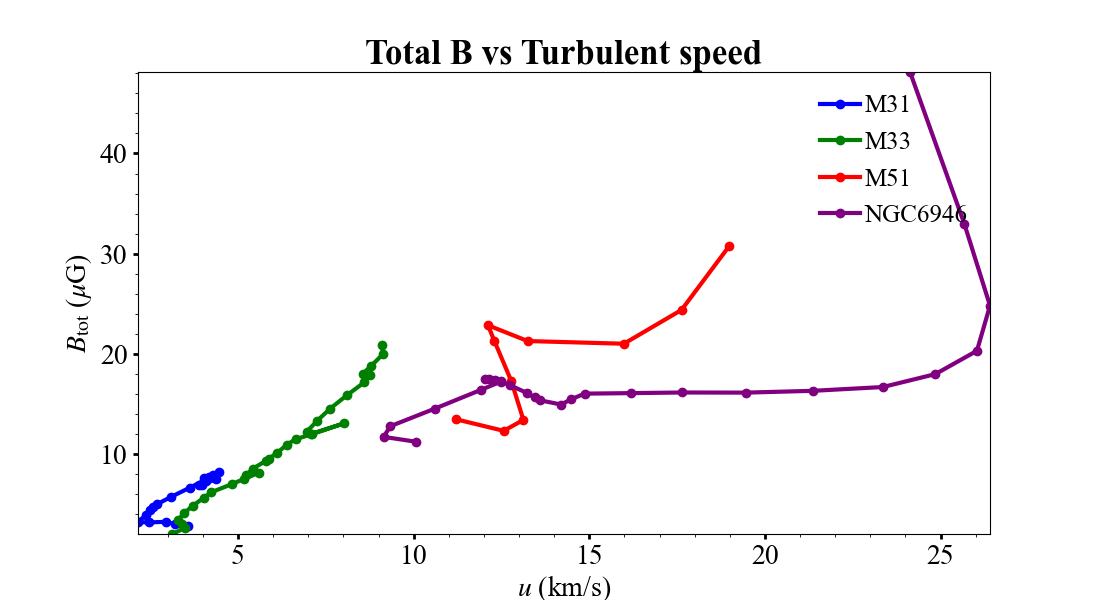 Total B vs Turbulent speed
M31
M33
M51
NGC6946
40
30
20
10
B_tot (μG)
5 10 15 20 25
u (km/s)